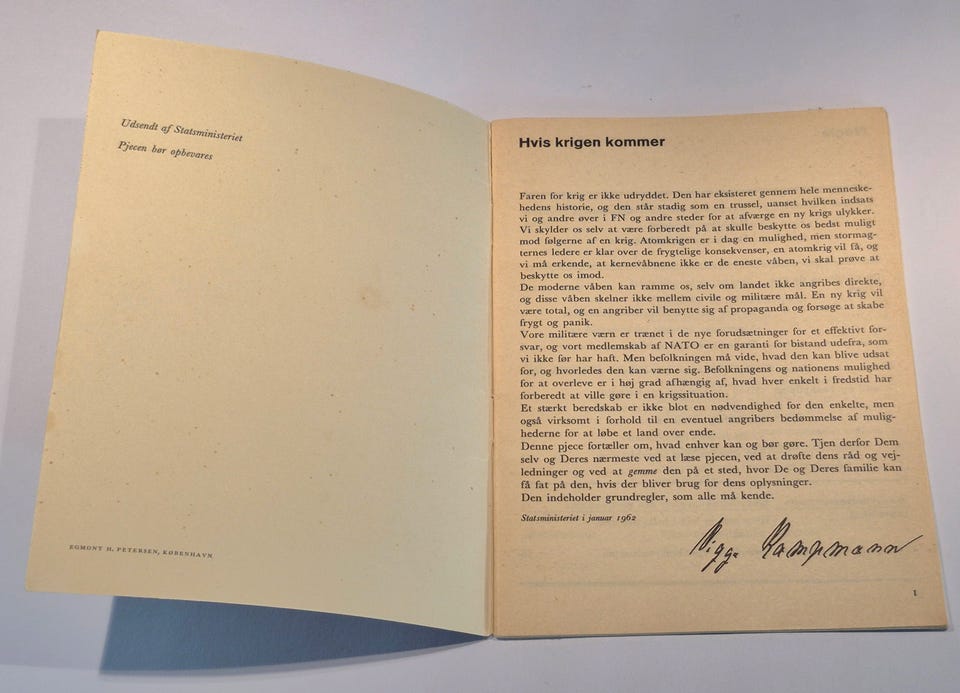 Udsendt af Statsministeriet
Pjecen bør opbevares
EGMONT H. PETERSEN, KØBENHAVN
Hvis krigen kommer
Faren for krig er ikke udryddet. Den har eksisteret gennem hele menneske-
hedens historie, og den står stadig som en trussel, uanset hvilken indsats
vi og andre øver i FN og andre steder for at afværge en ny krigs ulykker.
Vi skylder os selv at være forberedt på at skulle beskytte os bedst muligt
mod følgerne af en krig. Atomkrigen er i dag en mulighed, men stormag-
ternes ledere er klar over de frygtelige konsekvenser, en atomkrig vil få, og
vi må erkende, at kernevåbnene ikke er de eneste våben, vi skal prøve at
beskytte os imod.
De moderne våben kan ramme os, selv om landet ikke angribes direkte,
og disse våben skelner ikke mellem civile og militære mål. En ny krig vil
være total, og en angriber vil benytte sig af propaganda og forsøge at skabe
frygt og panik.
Vore militære værn er trænet i de nye forudsætninger for et effektivt for-
svar, og vort medlemskab af NATO er en garanti for bistand udefra, som
vi ikke før har haft. Men befolkningen må vide, hvad den kan blive udsat
for, og hvorledes den kan værne sig. Befolkningens og nationens mulighed
for at overleve er i høj grad afhængig af, hvad hver enkelt i fredstid har
forberedt at ville gøre i en krigssituation.
Et stærkt beredskab er ikke blot en nødvendighed for den enkelte, men
også virksomt i forhold til en eventuel angribers bedømmelse af mulig-
hederne for at løbe et land over ende.
Denne pjece fortæller om, hvad enhver kan og bør gøre. Tjen derfor Dem
selv og Deres nærmeste ved at læse pjecen, ved at drøfte dens råd og vej-
ledninger og ved at gemme den på et sted, hvor De og Deres familie kan
få fat på den, hvis der bliver brug for dens oplysninger.
Den indeholder grundregler, som alle må kende.
Statsministeriet i januar 1962
Viggo Kampmann
1